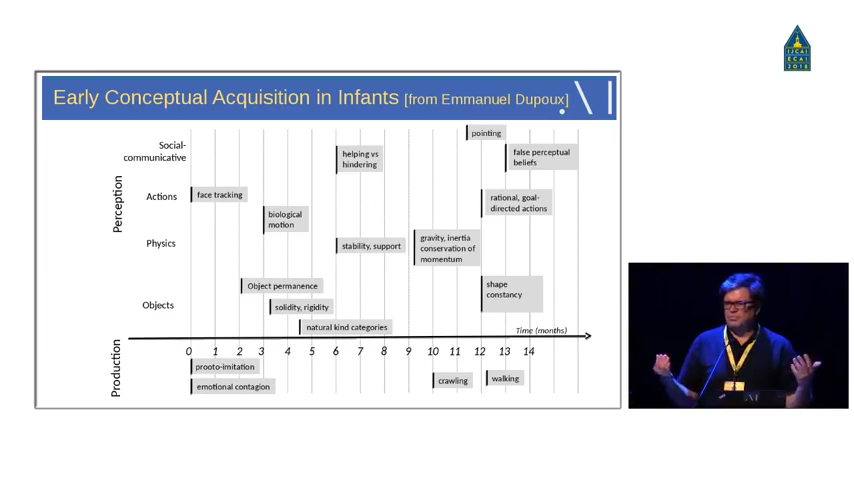 IJCAI
ECAI
2018
Early Conceptual Acquisition in Infants [from Emmanuel Dupoux]
pointing
Social-
communicative
helping vs
hindering
false perceptual
beliefs
Perception
Actions
face tracking
rational, goal-
directed actions
biological
motion
Physics
stability, support
gravity, inertia
conservation of
momentum
Object permanence
shape
constancy
Objects
solidity, rigidity
natural kind categories
Time (months)
0 1 2 3 4 5 6 7 8 9 10 11 12 13 14
Production
prooto-imitation
emotional contagion
crawling
walking